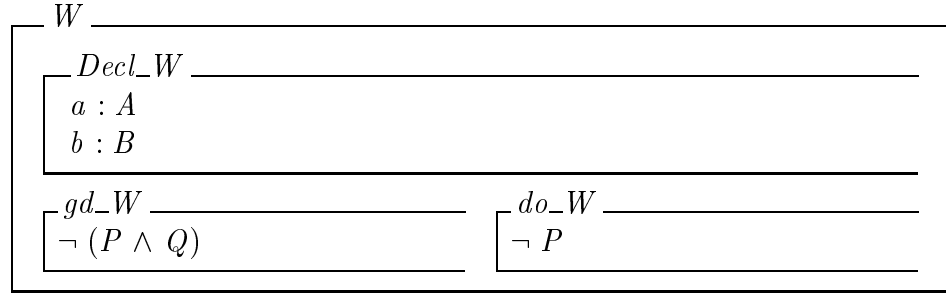 W
Decl_W
a : A
b : B
gd_W do_W
¬ (P ∧ Q) ¬ P